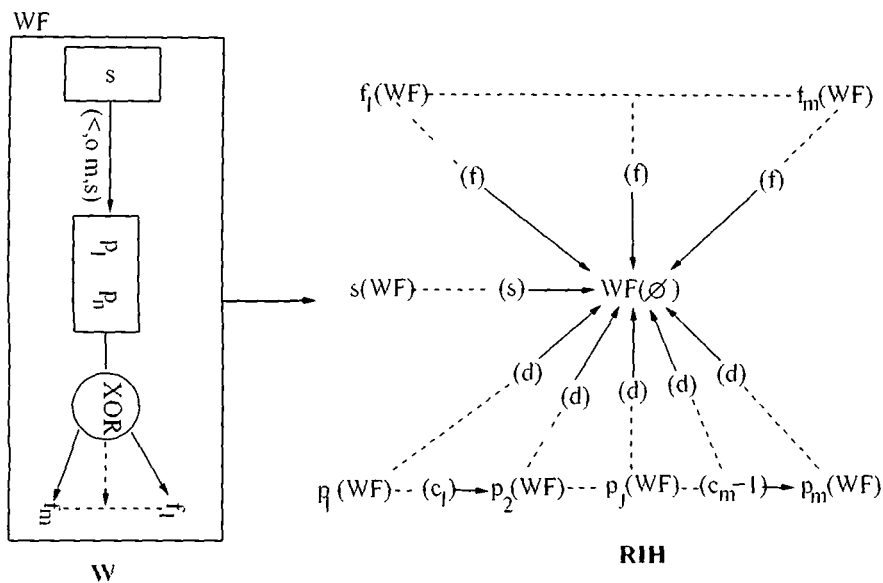 WF
s
(<,o m,s)
p₁ pₙ
XOR
fₘ f₁
W
f₁(WF) fₘ(WF)
(f) (f) (f)
s(WF) (s) WF(∅)
(d) (d) (d) (d) (d)
p₁(WF) (c₁) p₂(WF) pⱼ(WF) (cₘ₋₁) pₘ(WF)
RIH